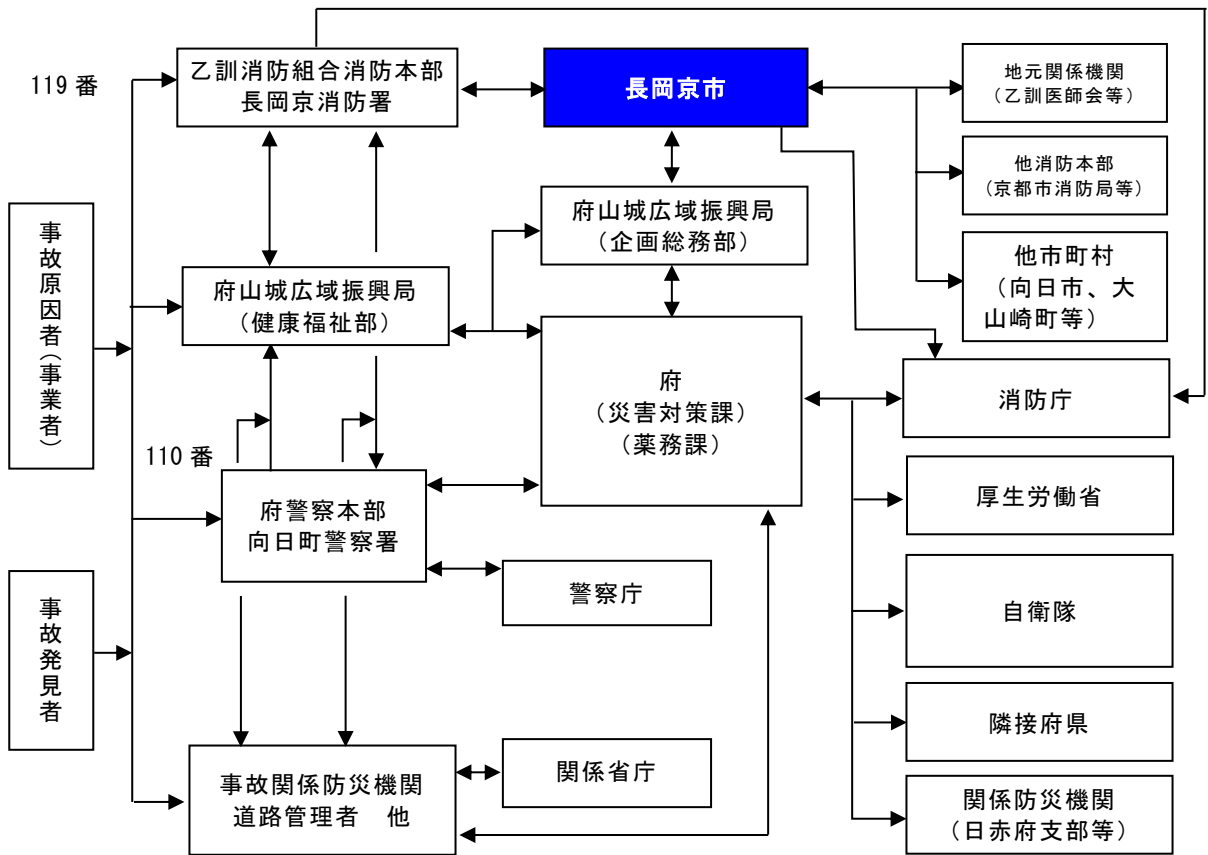 119番
乙訓消防組合消防本部
長岡京消防署
長岡京市
地元関係機関
（乙訓医師会等）
他消防本部
（京都市消防局等）
府山城広域振興局
（企画総務部）
事故原因者（事業者）
他市町村
（向日市、大
山崎町等）
府山城広域振興局
（健康福祉部）
府
（災害対策課）
（薬務課）
消防庁
110番
厚生労働省
府警察本部
向日町警察署
警察庁
事故発見者
自衛隊
隣接府県
関係省庁
事故関係防災機関
道路管理者　他
関係防災機関
（日赤府支部等）